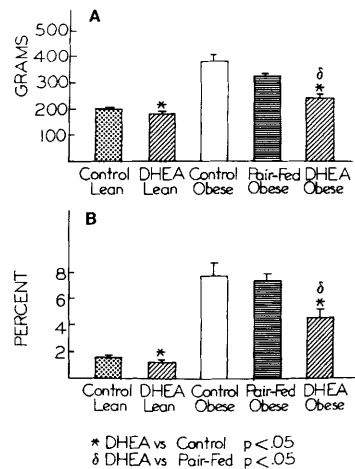 A
GRAMS
500
400
300
200
100
* * δ
Control Lean DHEA Lean Control Obese Pair-Fed Obese DHEA Obese
B
PERCENT
8
6
4
2
* * δ
Control Lean DHEA Lean Control Obese Pair-Fed Obese DHEA Obese
* DHEA vs Control p<.05
δ DHEA vs Pair-Fed p<.05